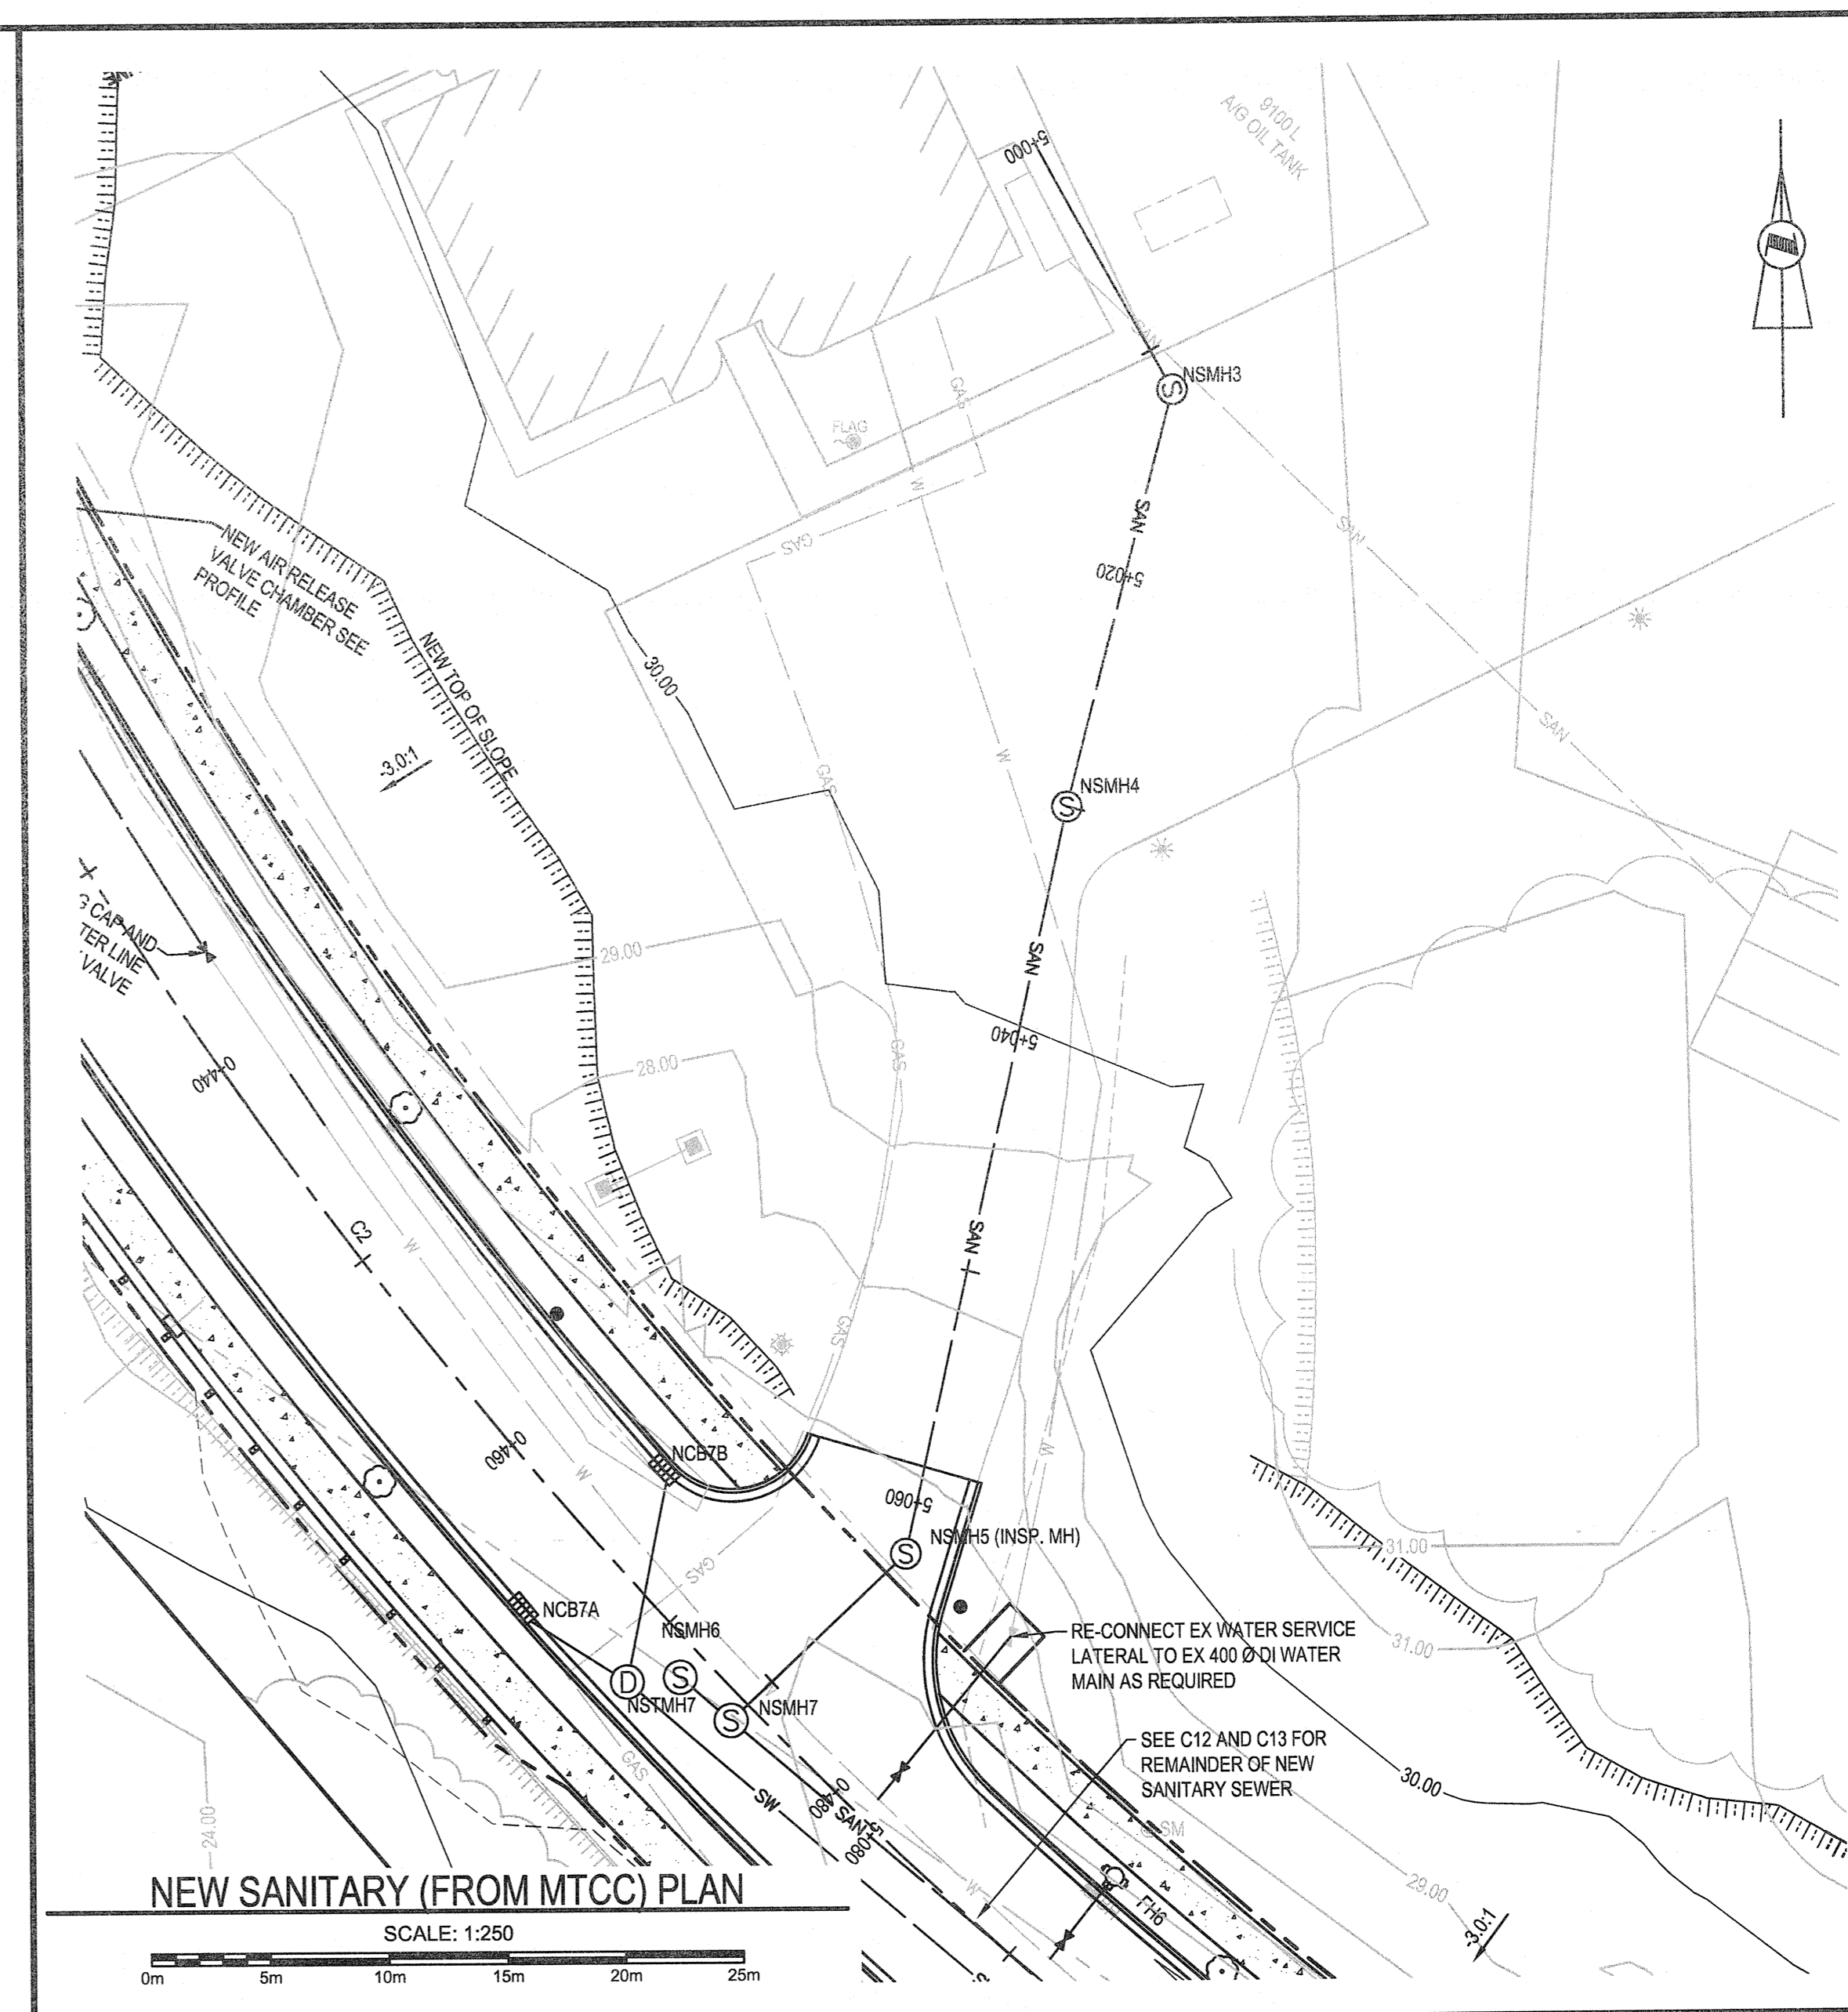 9100 L
A/G OIL TANK
5+000
SAN
NSMH3
GAS
FLAG
W
SAN
SAN
GAS
NEW AIR RELEASE
VALVE CHAMBER SEE
PROFILE
5+020
NEW TOP OF SLOPE
30.00
SAN
-3.0:1
W
GAS
NSMH4
G CAP AND
TER LINE
VALVE
29.00
SAN
5+040
0+440
28.00
GAS
C2
W
SAN
GAS
W
0+460
W
NCB7B
5+060
NSMH5 (INSP. MH)
31.00
GAS
NCB7A
NSMH6
S
S
D
S
NSTMH7
NSMH7
RE-CONNECT EX WATER SERVICE
LATERAL TO EX 400 Ø DI WATER
MAIN AS REQUIRED
31.00
SEE C12 AND C13 FOR
REMAINDER OF NEW
SANITARY SEWER
GAS
SW
0+480
SAN
5+080
30.00
24.00
SM
W
FH6
29.00
-3.0:1
NEW SANITARY (FROM MTCC) PLAN
SCALE: 1:250
0m 5m 10m 15m 20m 25m